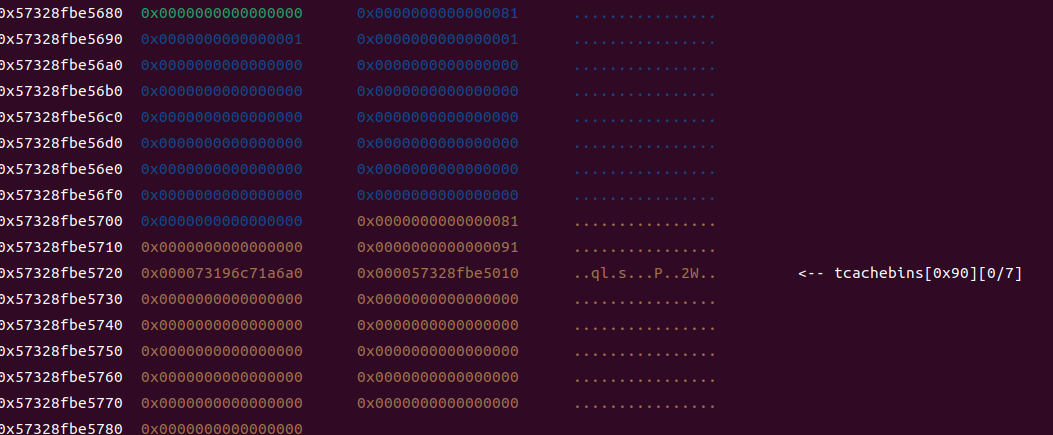 0x57328fbe5680 0x0000000000000000 0x0000000000000081 ................
0x57328fbe5690 0x0000000000000001 0x0000000000000001 ................
0x57328fbe56a0 0x0000000000000000 0x0000000000000000 ................
0x57328fbe56b0 0x0000000000000000 0x0000000000000000 ................
0x57328fbe56c0 0x0000000000000000 0x0000000000000000 ................
0x57328fbe56d0 0x0000000000000000 0x0000000000000000 ................
0x57328fbe56e0 0x0000000000000000 0x0000000000000000 ................
0x57328fbe56f0 0x0000000000000000 0x0000000000000000 ................
0x57328fbe5700 0x0000000000000000 0x0000000000000081 ................
0x57328fbe5710 0x0000000000000000 0x0000000000000091 ................
0x57328fbe5720 0x000073196c71a6a0 0x000057328fbe5010 ..ql.s...P..2W.. <-- tcachebins[0x90][0/7]
0x57328fbe5730 0x0000000000000000 0x0000000000000000 ................
0x57328fbe5740 0x0000000000000000 0x0000000000000000 ................
0x57328fbe5750 0x0000000000000000 0x0000000000000000 ................
0x57328fbe5760 0x0000000000000000 0x0000000000000000 ................
0x57328fbe5770 0x0000000000000000 0x0000000000000000 ................
0x57328fbe5780 0x0000000000000000